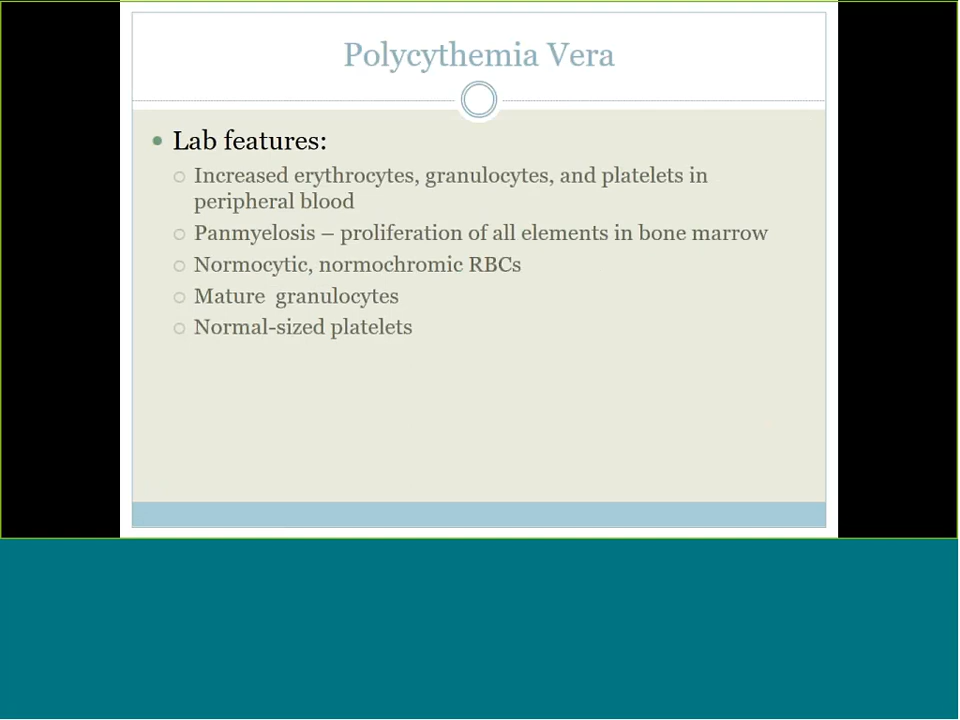 Polycythemia Vera
Lab features:
Increased erythrocytes, granulocytes, and platelets in
peripheral blood
Panmyelosis – proliferation of all elements in bone marrow
Normocytic, normochromic RBCs
Mature  granulocytes
Normal-sized platelets